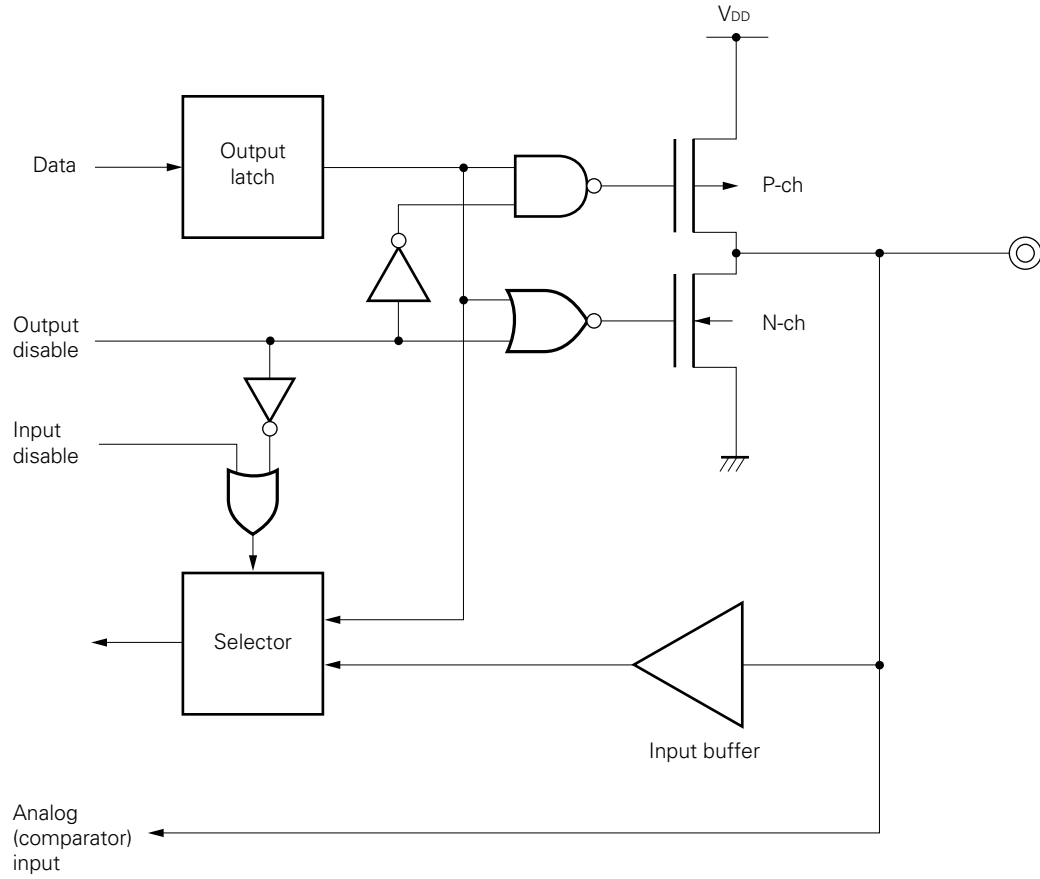 VDD
Data
Output
latch
P-ch
Output
disable
N-ch
Input
disable
Selector
Input buffer
Analog
(comparator)
input